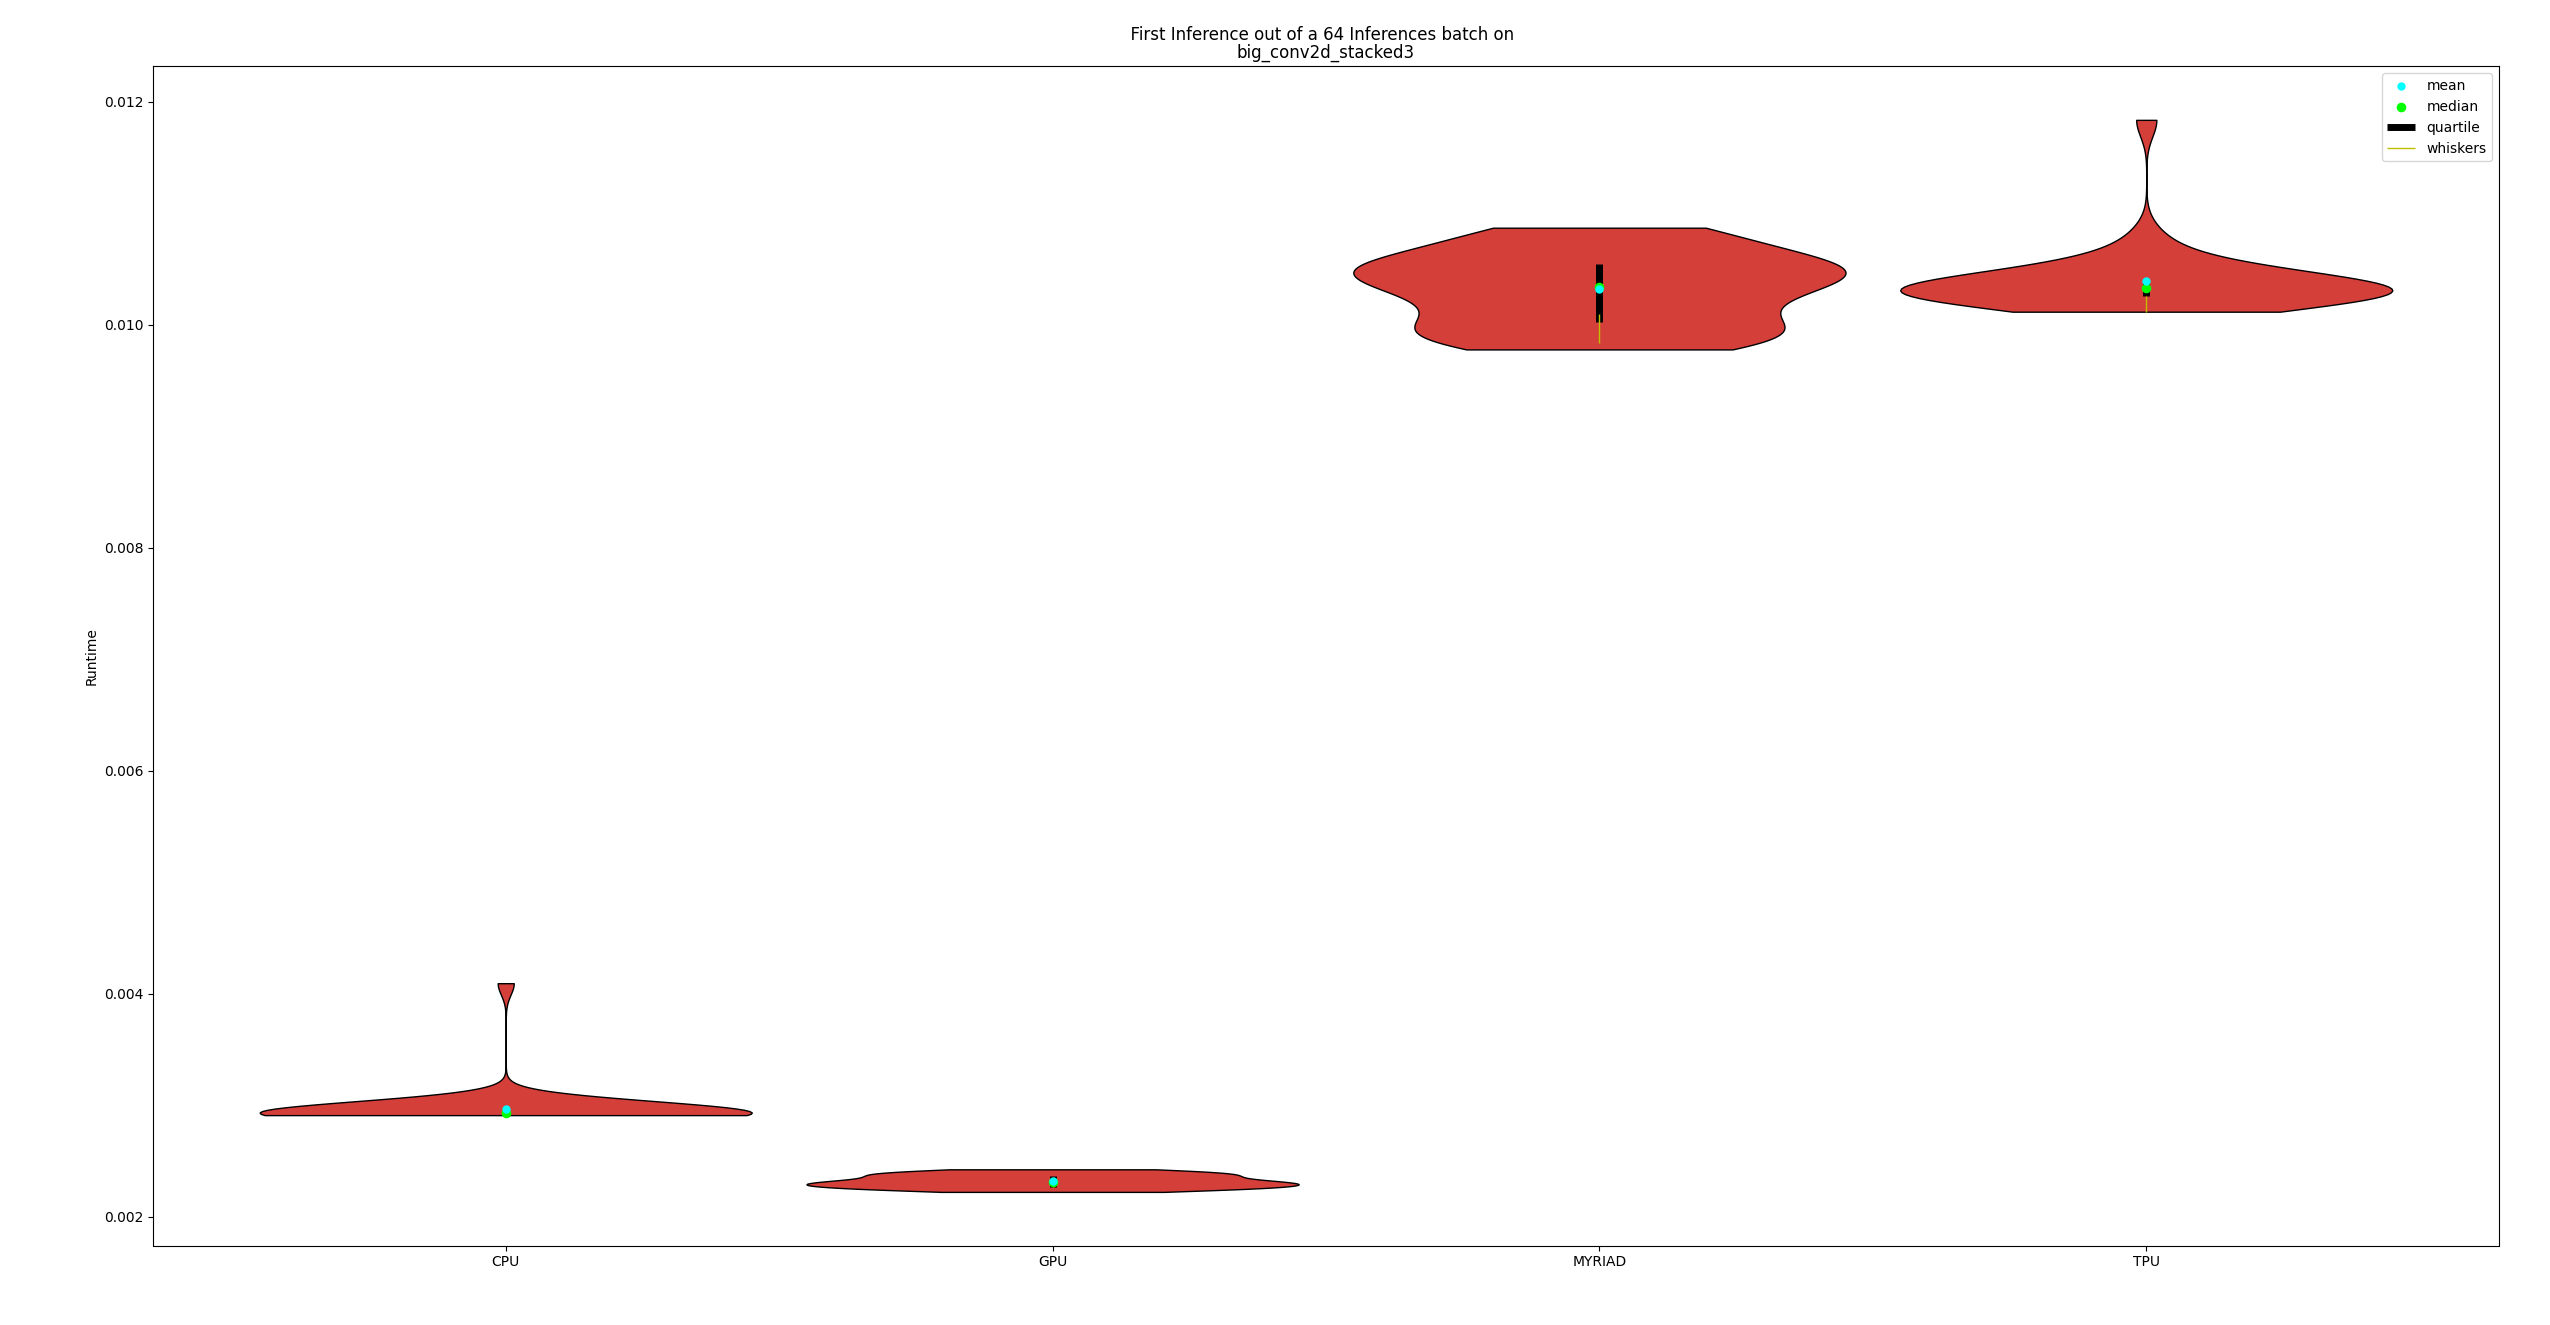 First Inference out of a 64 Inferences batch on
big_conv2d_stacked3
mean
median
quartile
whiskers
0.012
0.010
0.008
0.006
0.004
0.002
Runtime
CPU
GPU
MYRIAD
TPU